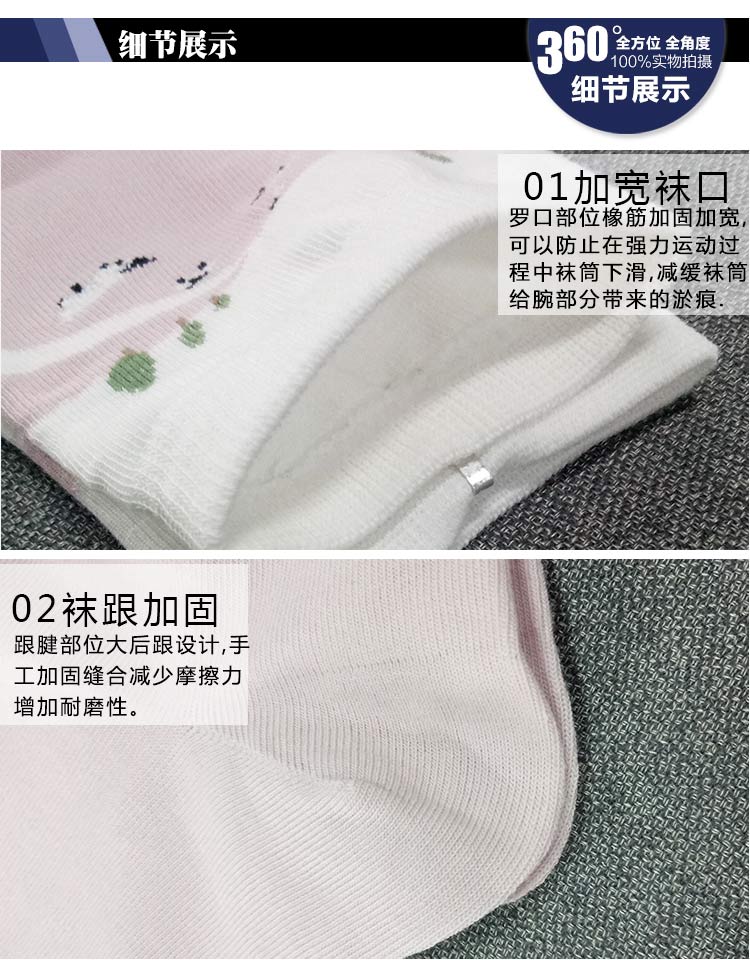 细节展示
360°全方位 全角度
100%实物拍摄
细节展示
01加宽袜口
罗口部位橡筋加固加宽,
可以防止在强力运动过
程中袜筒下滑,减缓袜筒
给腕部分带来的淤痕.
02袜跟加固
跟腱部位大后跟设计,手
工加固缝合减少摩擦力
增加耐磨性。